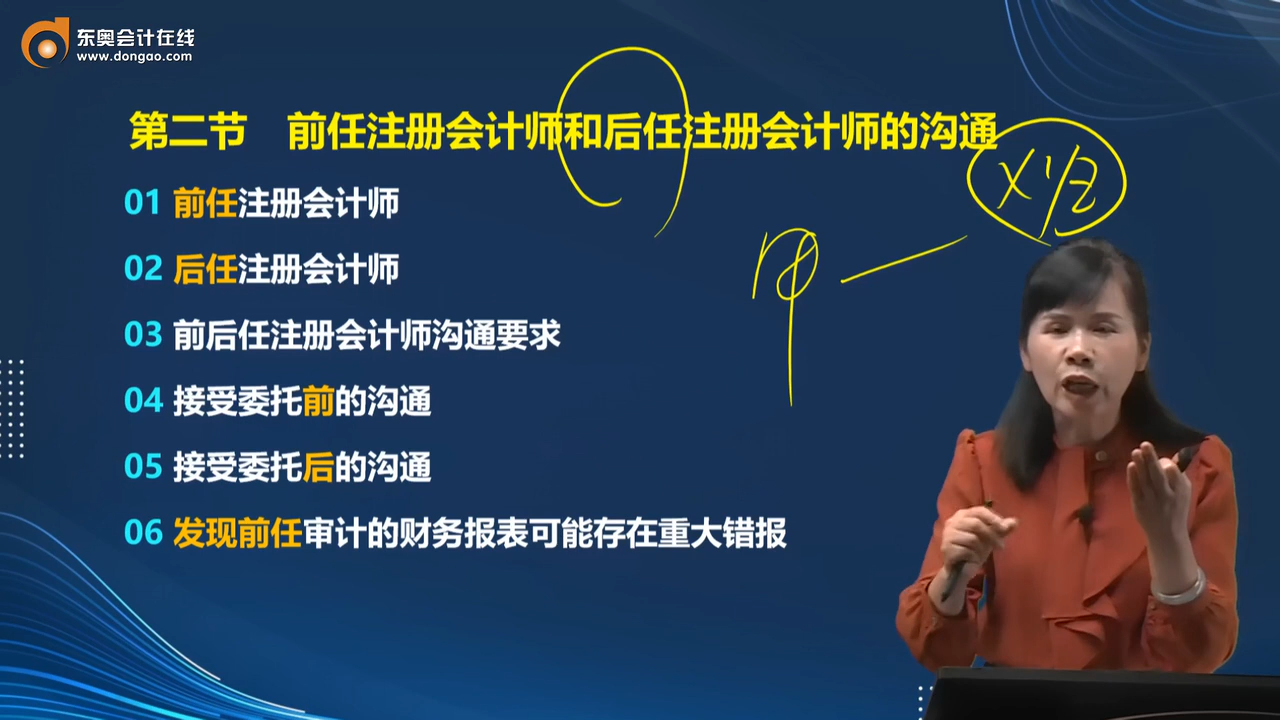 东奥会计在线
www.dongao.com
第二节 前任注册会计师和后任注册会计师的沟通
01 前任注册会计师
02 后任注册会计师
03 前后任注册会计师沟通要求
04 接受委托前的沟通
05 接受委托后的沟通
06 发现前任审计的财务报表可能存在重大错报
甲